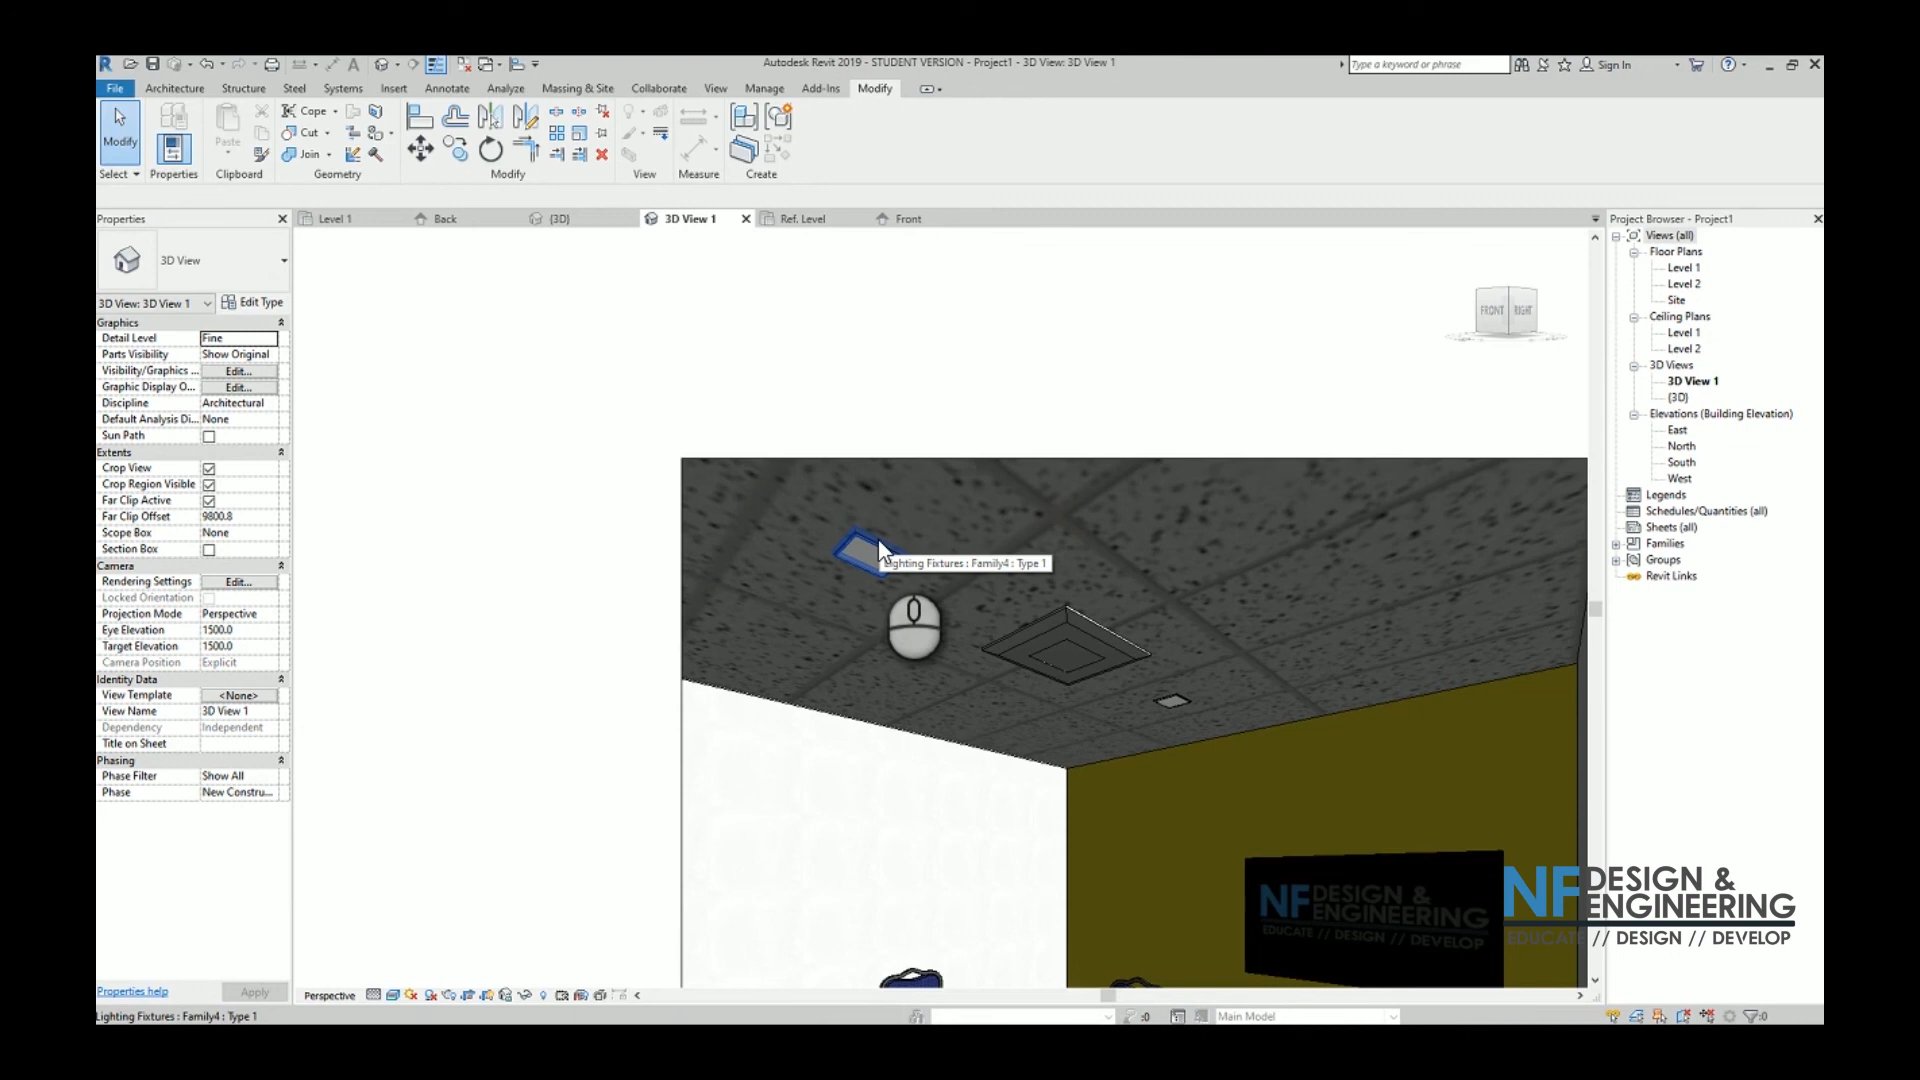 Autodesk Revit 2019 - STUDENT VERSION - Project1 - 3D View: 3D View 1
Type a keyword or phrase
Sign In
File Architecture Structure Steel Systems Insert Annotate Analyze Massing & Site Collaborate View Manage Add-Ins Modify
Modify
Paste
Cope
Cut
Join
Select Properties Clipboard Geometry Modify View Measure Create
Properties
Level 1 Back {3D} 3D View 1 Ref. Level Front
Project Browser - Project1
3D View
3D View: 3D View 1 Edit Type
Graphics
Detail Level Fine
Parts Visibility Show Original
Visibility/Graphics ... Edit...
Graphic Display O... Edit...
Discipline Architectural
Default Analysis Di... None
Sun Path
Extents
Crop View
Crop Region Visible
Far Clip Active
Far Clip Offset 9800.8
Scope Box None
Section Box
Camera
Rendering Settings Edit...
Locked Orientation
Projection Mode Perspective
Eye Elevation 1500.0
Target Elevation 1500.0
Camera Position Explicit
Identity Data
View Template <None>
View Name 3D View 1
Dependency Independent
Title on Sheet
Phasing
Phase Filter Show All
Phase New Constru...
Properties help Apply
FRONT RIGHT
Lighting Fixtures : Family4 : Type 1
Views (all)
Floor Plans
Level 1
Level 2
Site
Ceiling Plans
Level 1
Level 2
3D Views
3D View 1
{3D}
Elevations (Building Elevation)
East
North
South
West
Legends
Schedules/Quantities (all)
Sheets (all)
Families
Groups
Revit Links
NF DESIGN & ENGINEERING
EDUCATE // DESIGN // DEVELOP
NF DESIGN & ENGINEERING
EDUCATE // DESIGN // DEVELOP
Perspective
Lighting Fixtures : Family4 : Type 1
:0
Main Model
:0